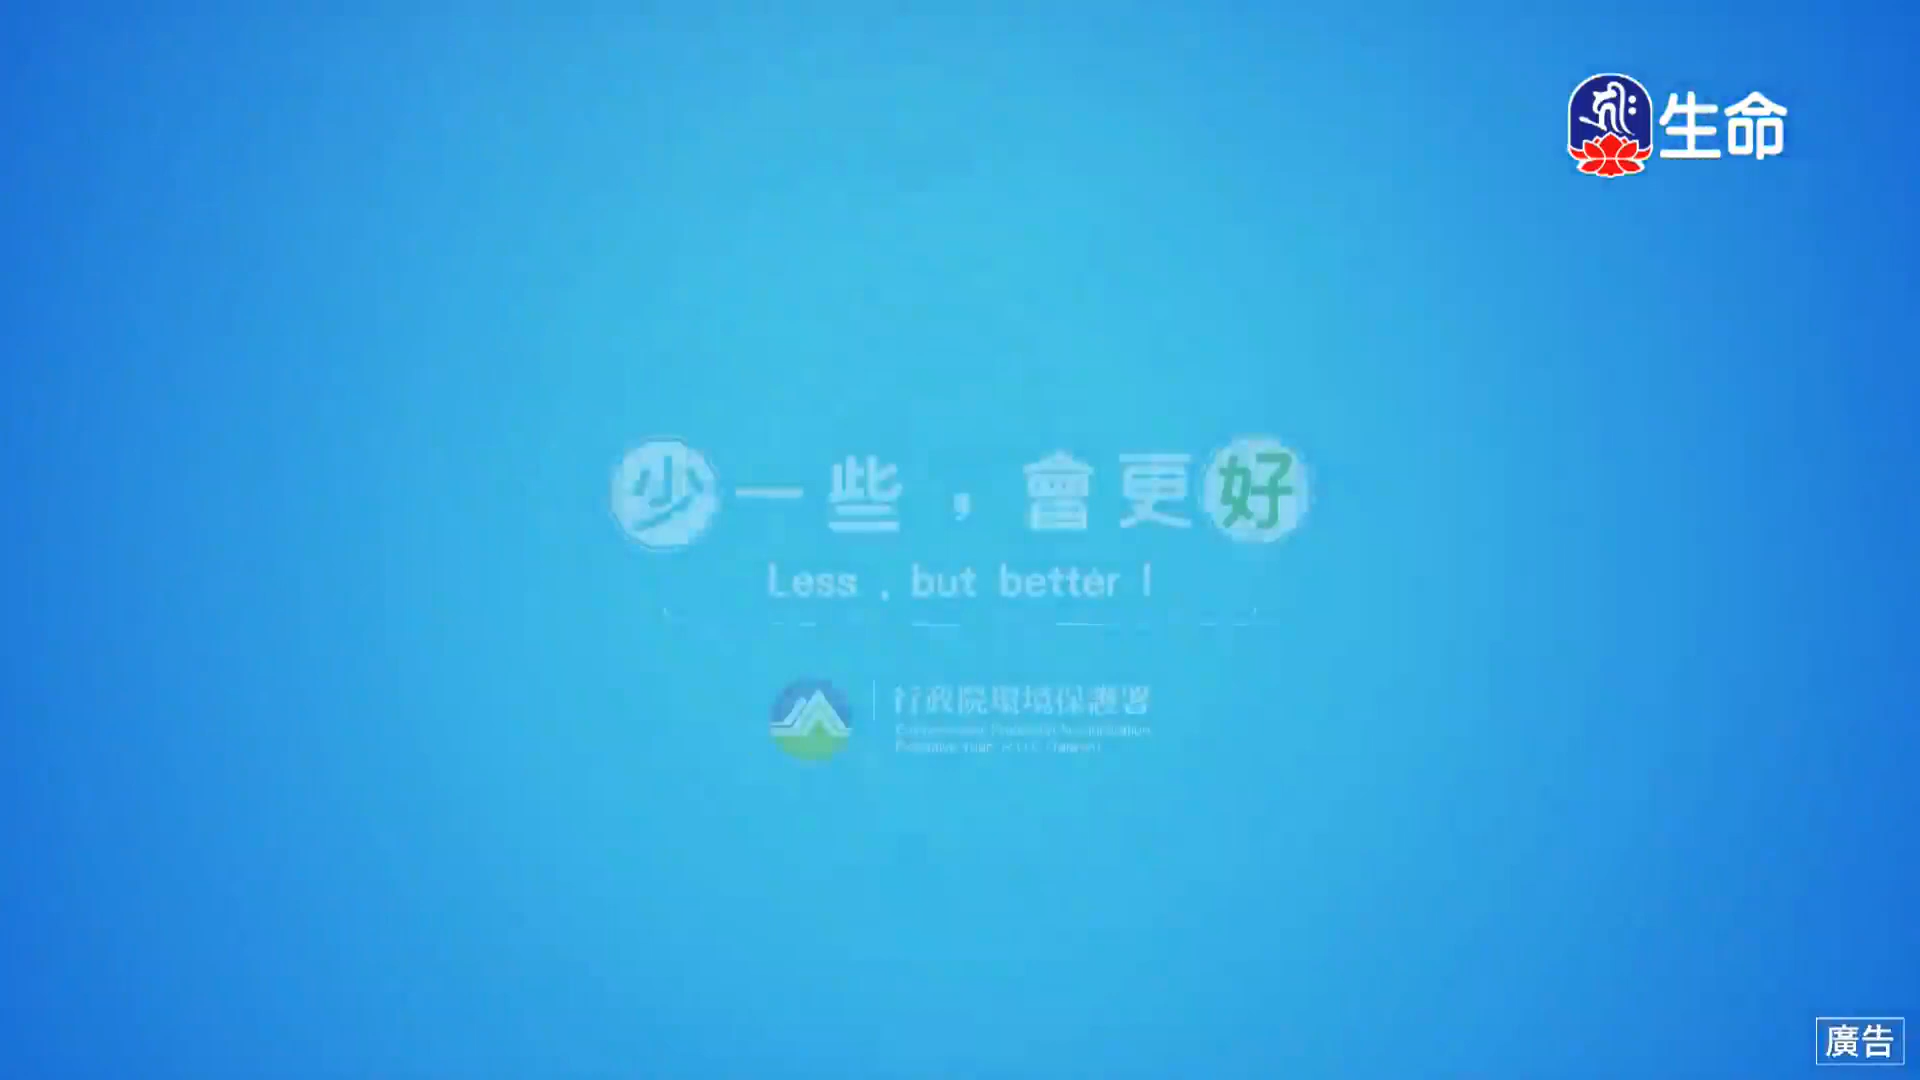 生命
少一些，會更好
Less , but better !
行政院環境保護署
廣告